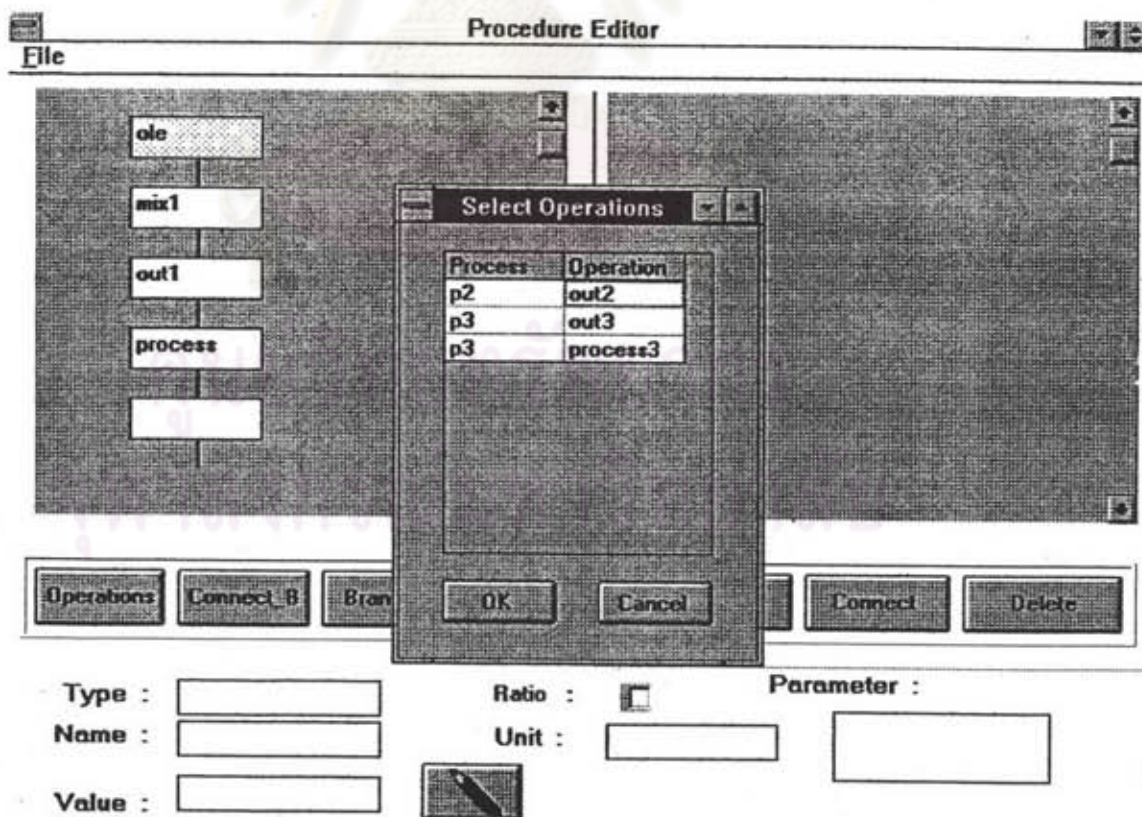 Procedure Editor
File
ole
mix1
out1
process
Select Operations
Process Operation
p2 out2
p3 out3
p3 process3
OK Cancel
Operations Connect_B Bran Connect Delete
Type : Ratio : Parameter :
Name : Unit :
Value :